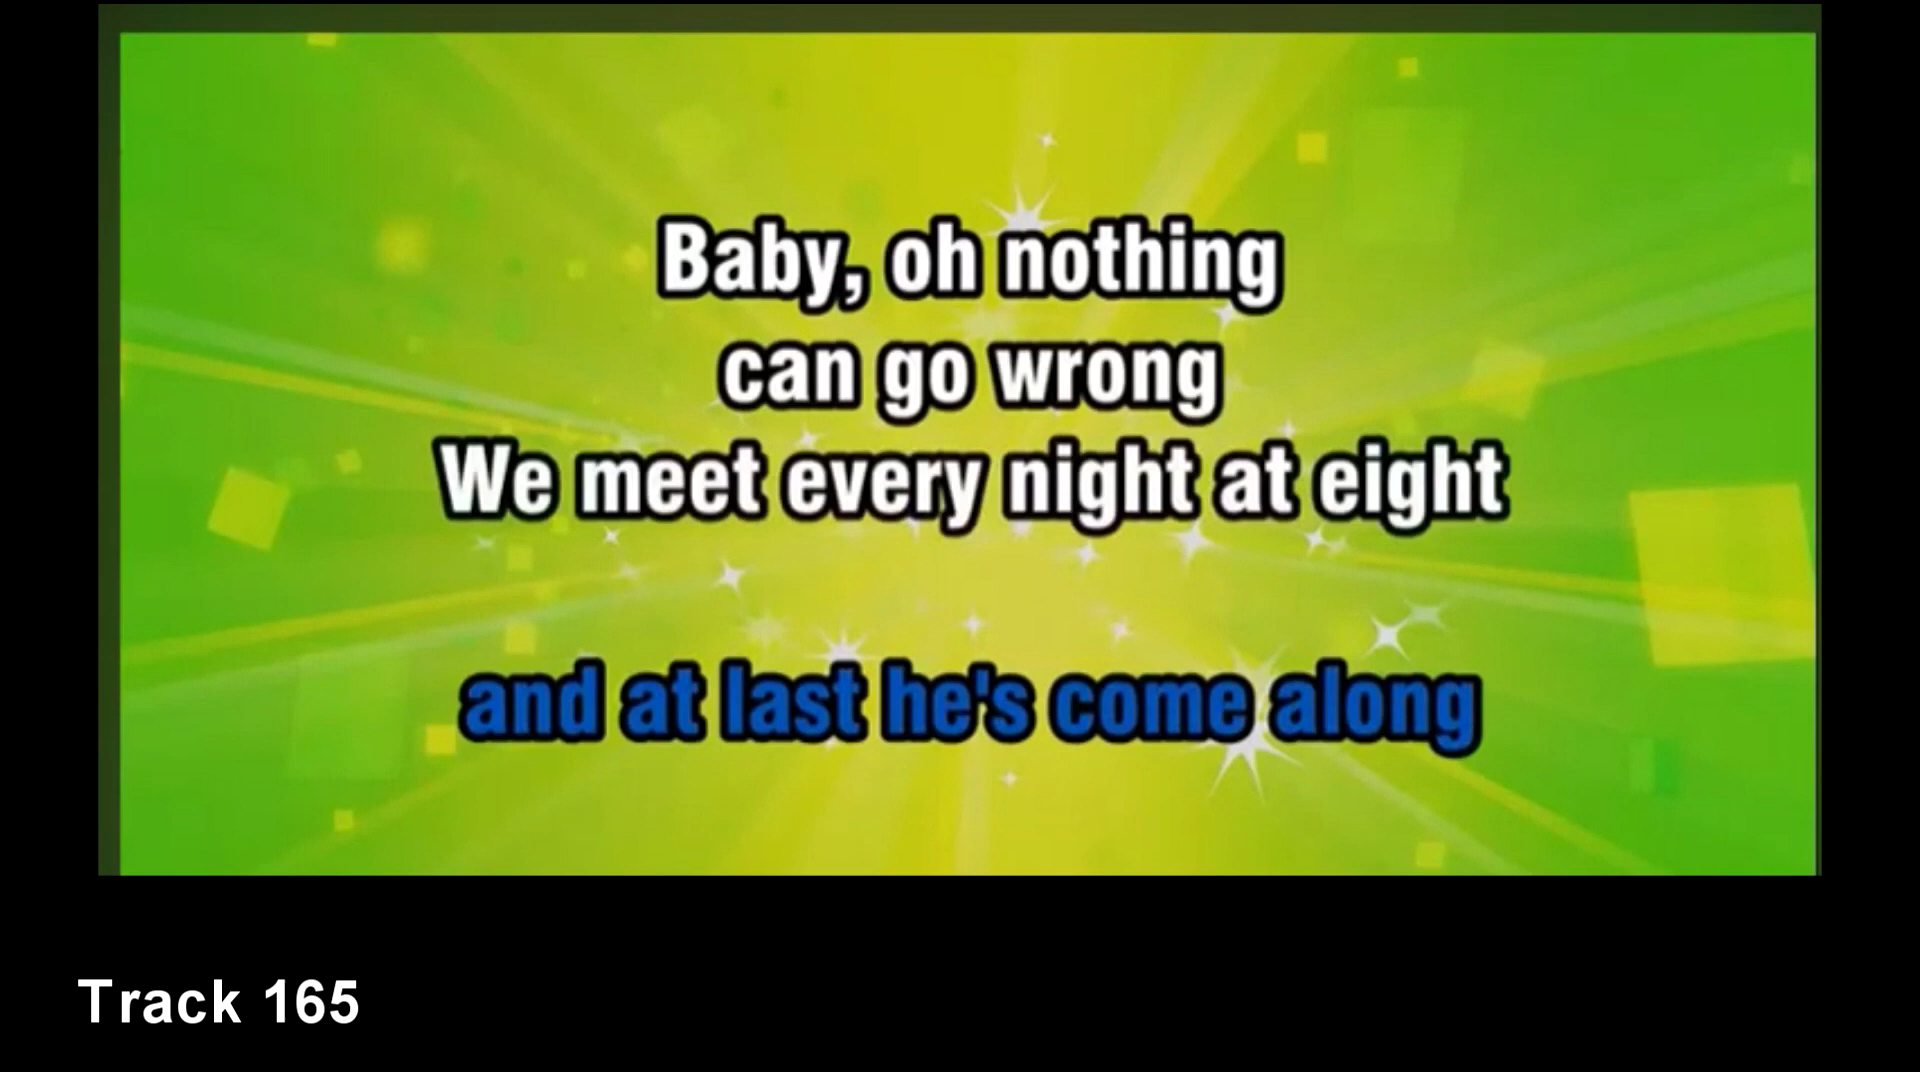 Baby, oh nothing
can go wrong
We meet every night at eight
and at last he's come along
Track 165